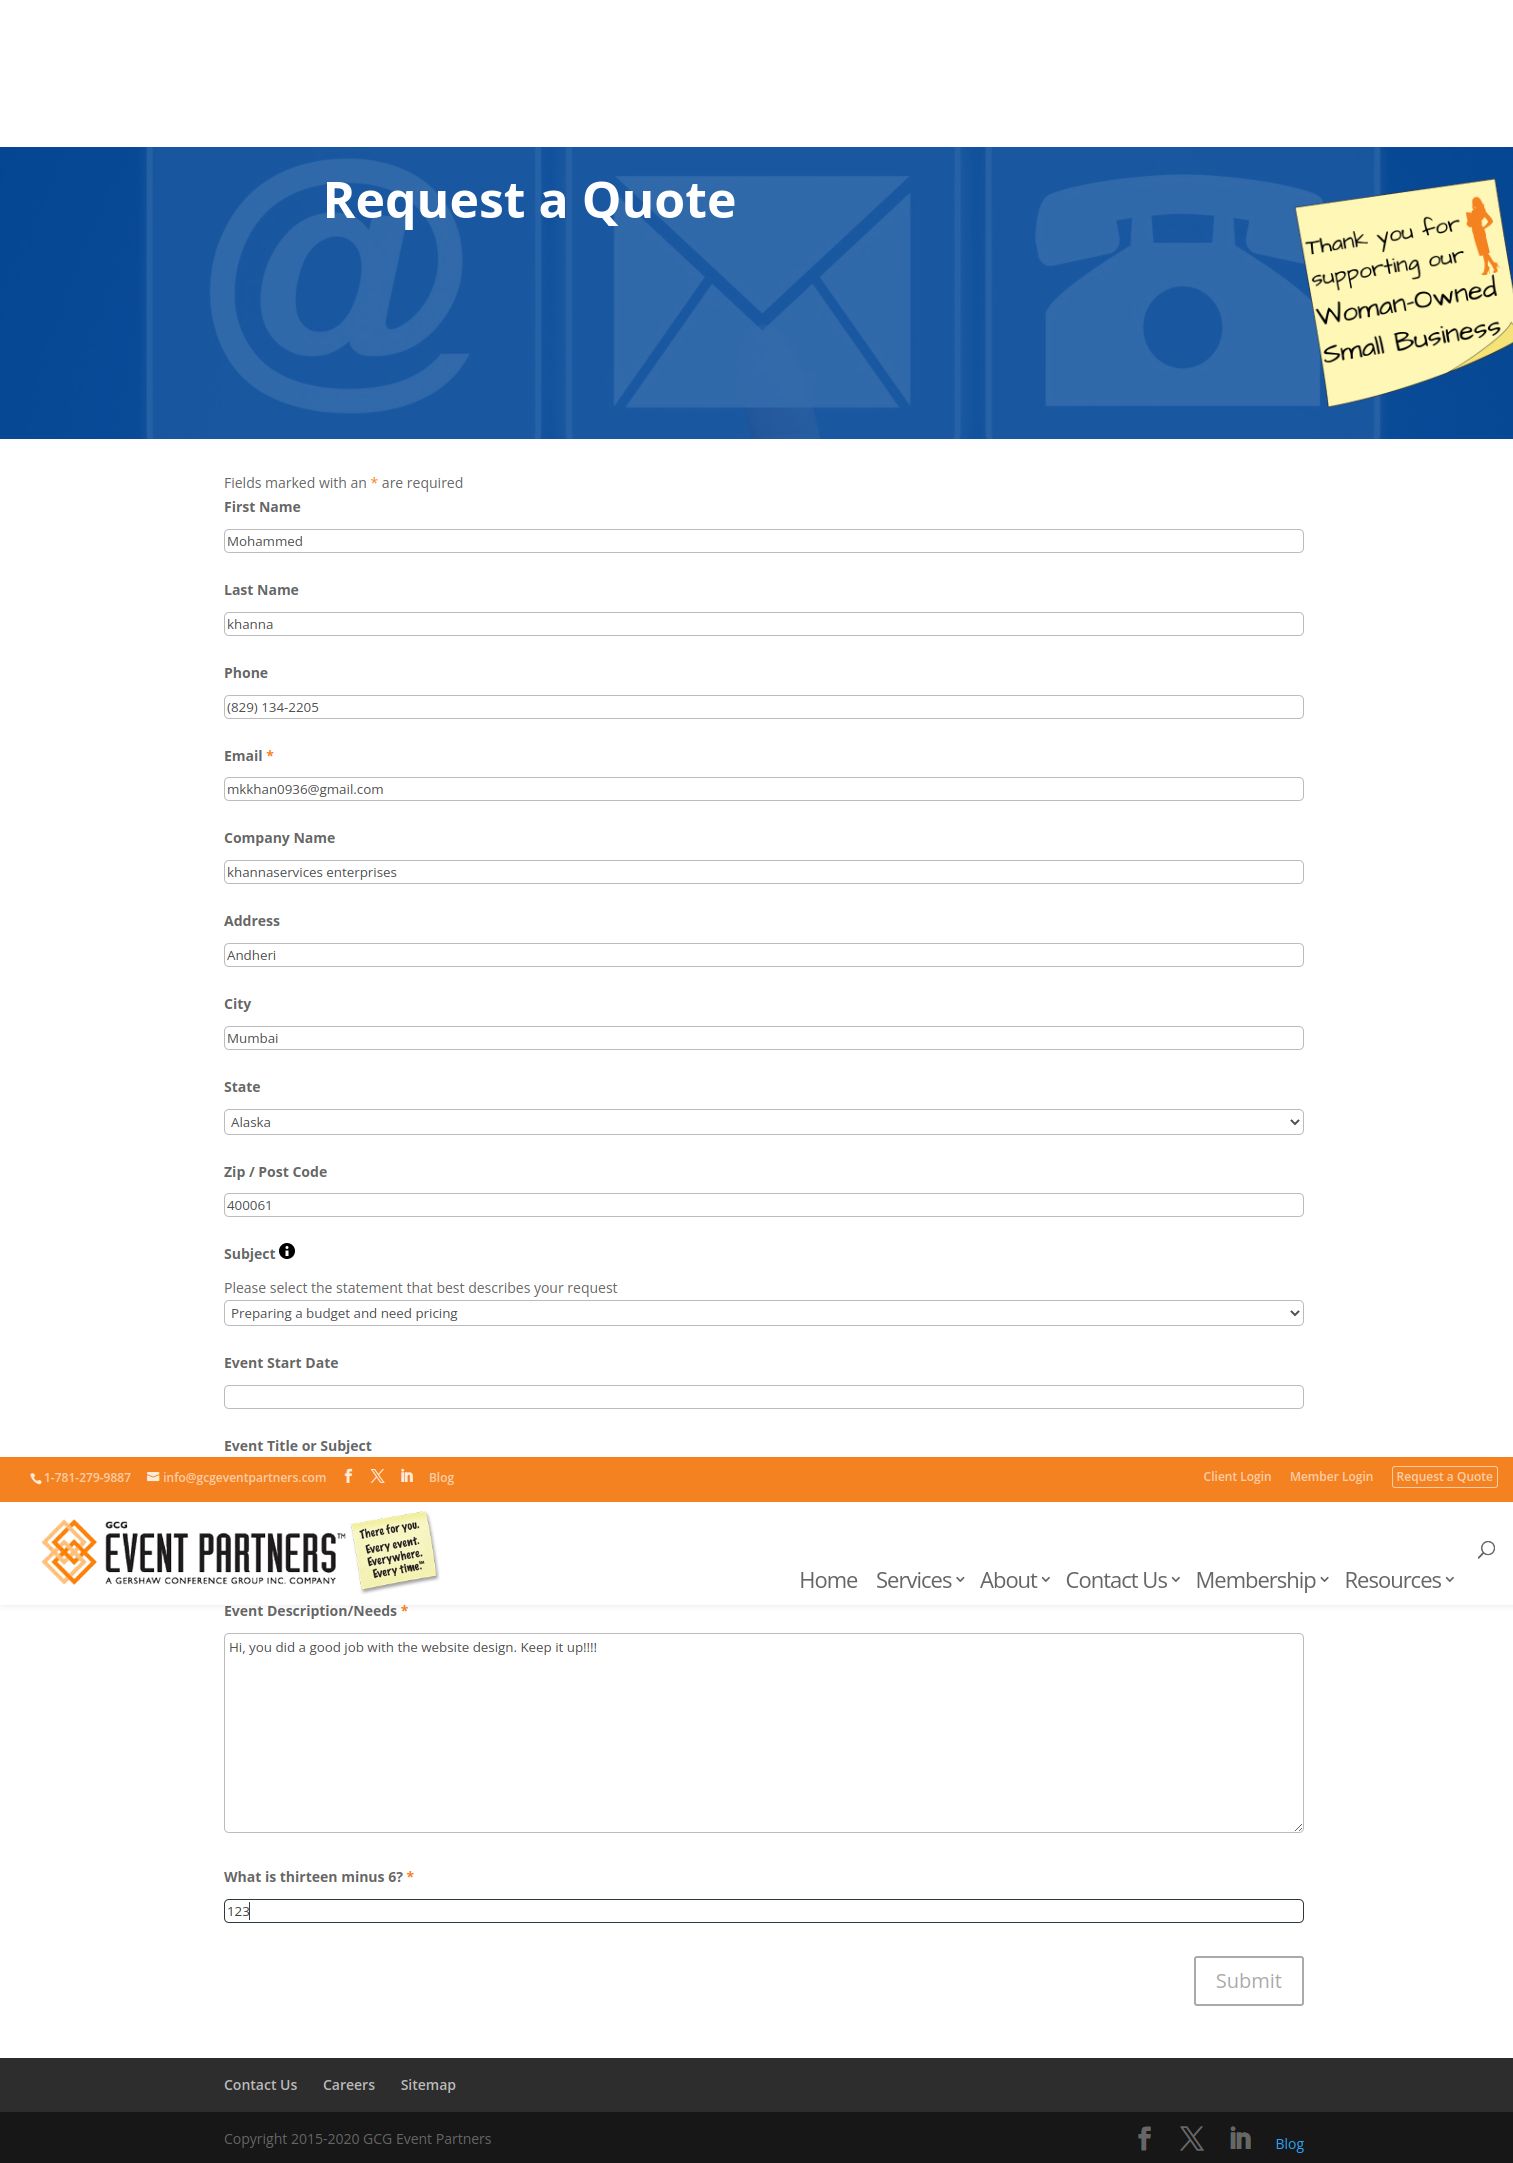 Request a Quote
Thank you for
supporting our
Woman-Owned
Small Business
Fields marked with an * are required
First Name
Mohammed
Last Name
khanna
Phone
(829) 134-2205
Email *
mkkhan0936@gmail.com
Company Name
khannaservices enterprises
Address
Andheri
City
Mumbai
State
Alaska
Zip / Post Code
400061
Subject
Please select the statement that best describes your request
Preparing a budget and need pricing
Event Start Date
Event Title or Subject
1-781-279-9887 info@gcgeventpartners.com Blog Client Login Member Login Request a Quote
GCG
EVENT PARTNERS™
A GERSHAW CONFERENCE GROUP INC. COMPANY
There for you.
Every event.
Everywhere.
Every time.℠
Home Services About Contact Us Membership Resources
Event Description/Needs *
Hi, you did a good job with the website design. Keep it up!!!!
What is thirteen minus 6? *
123
Submit
Contact Us Careers Sitemap
Copyright 2015-2020 GCG Event Partners Blog